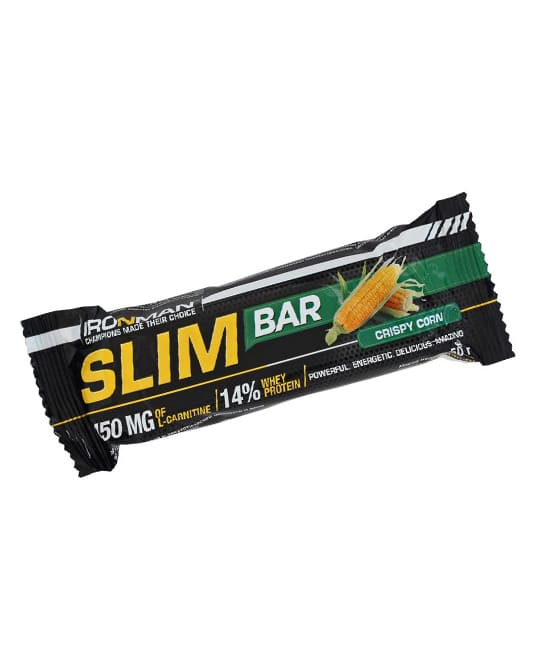 IRONMAN
CHAMPIONS MADE THEIR CHOICE
SLIM BAR
CRISPY CORN
150 MG OF L-CARNITINE
14% WHEY PROTEIN
POWERFUL. ENERGETIC. DELICIOUS-AMAZING